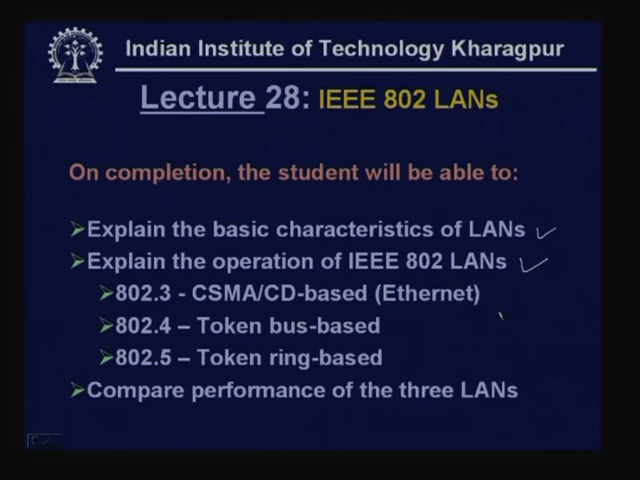 Indian Institute of Technology Kharagpur
Lecture 28: IEEE 802 LANs
On completion, the student will be able to:
Explain the basic characteristics of LANs
Explain the operation of IEEE 802 LANs
802.3 - CSMA/CD-based (Ethernet)
802.4 – Token bus-based
802.5 – Token ring-based
Compare performance of the three LANs